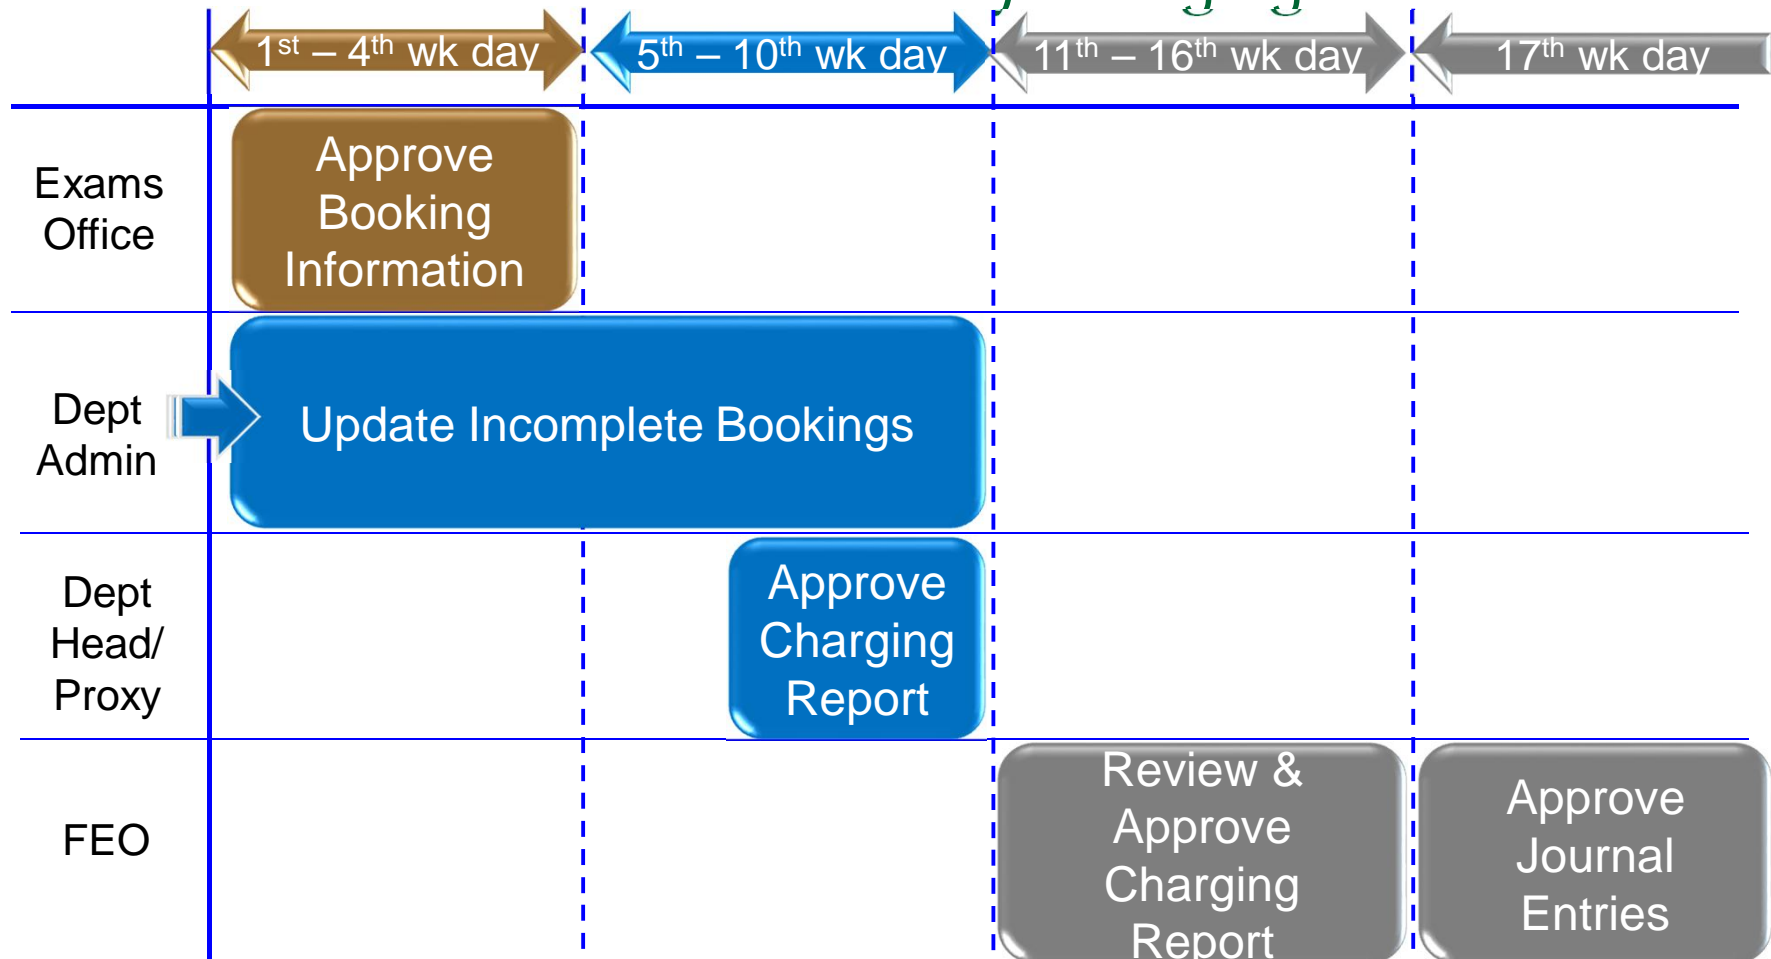 1st – 4th wk day
5th – 10th wk day
11th – 16th wk day
17th wk day
Exams
Office
Approve
Booking
Information
Dept
Admin
Update Incomplete Bookings
Dept
Head/
Proxy
Approve
Charging
Report
FEO
Review &
Approve
Charging
Report
Approve
Journal
Entries